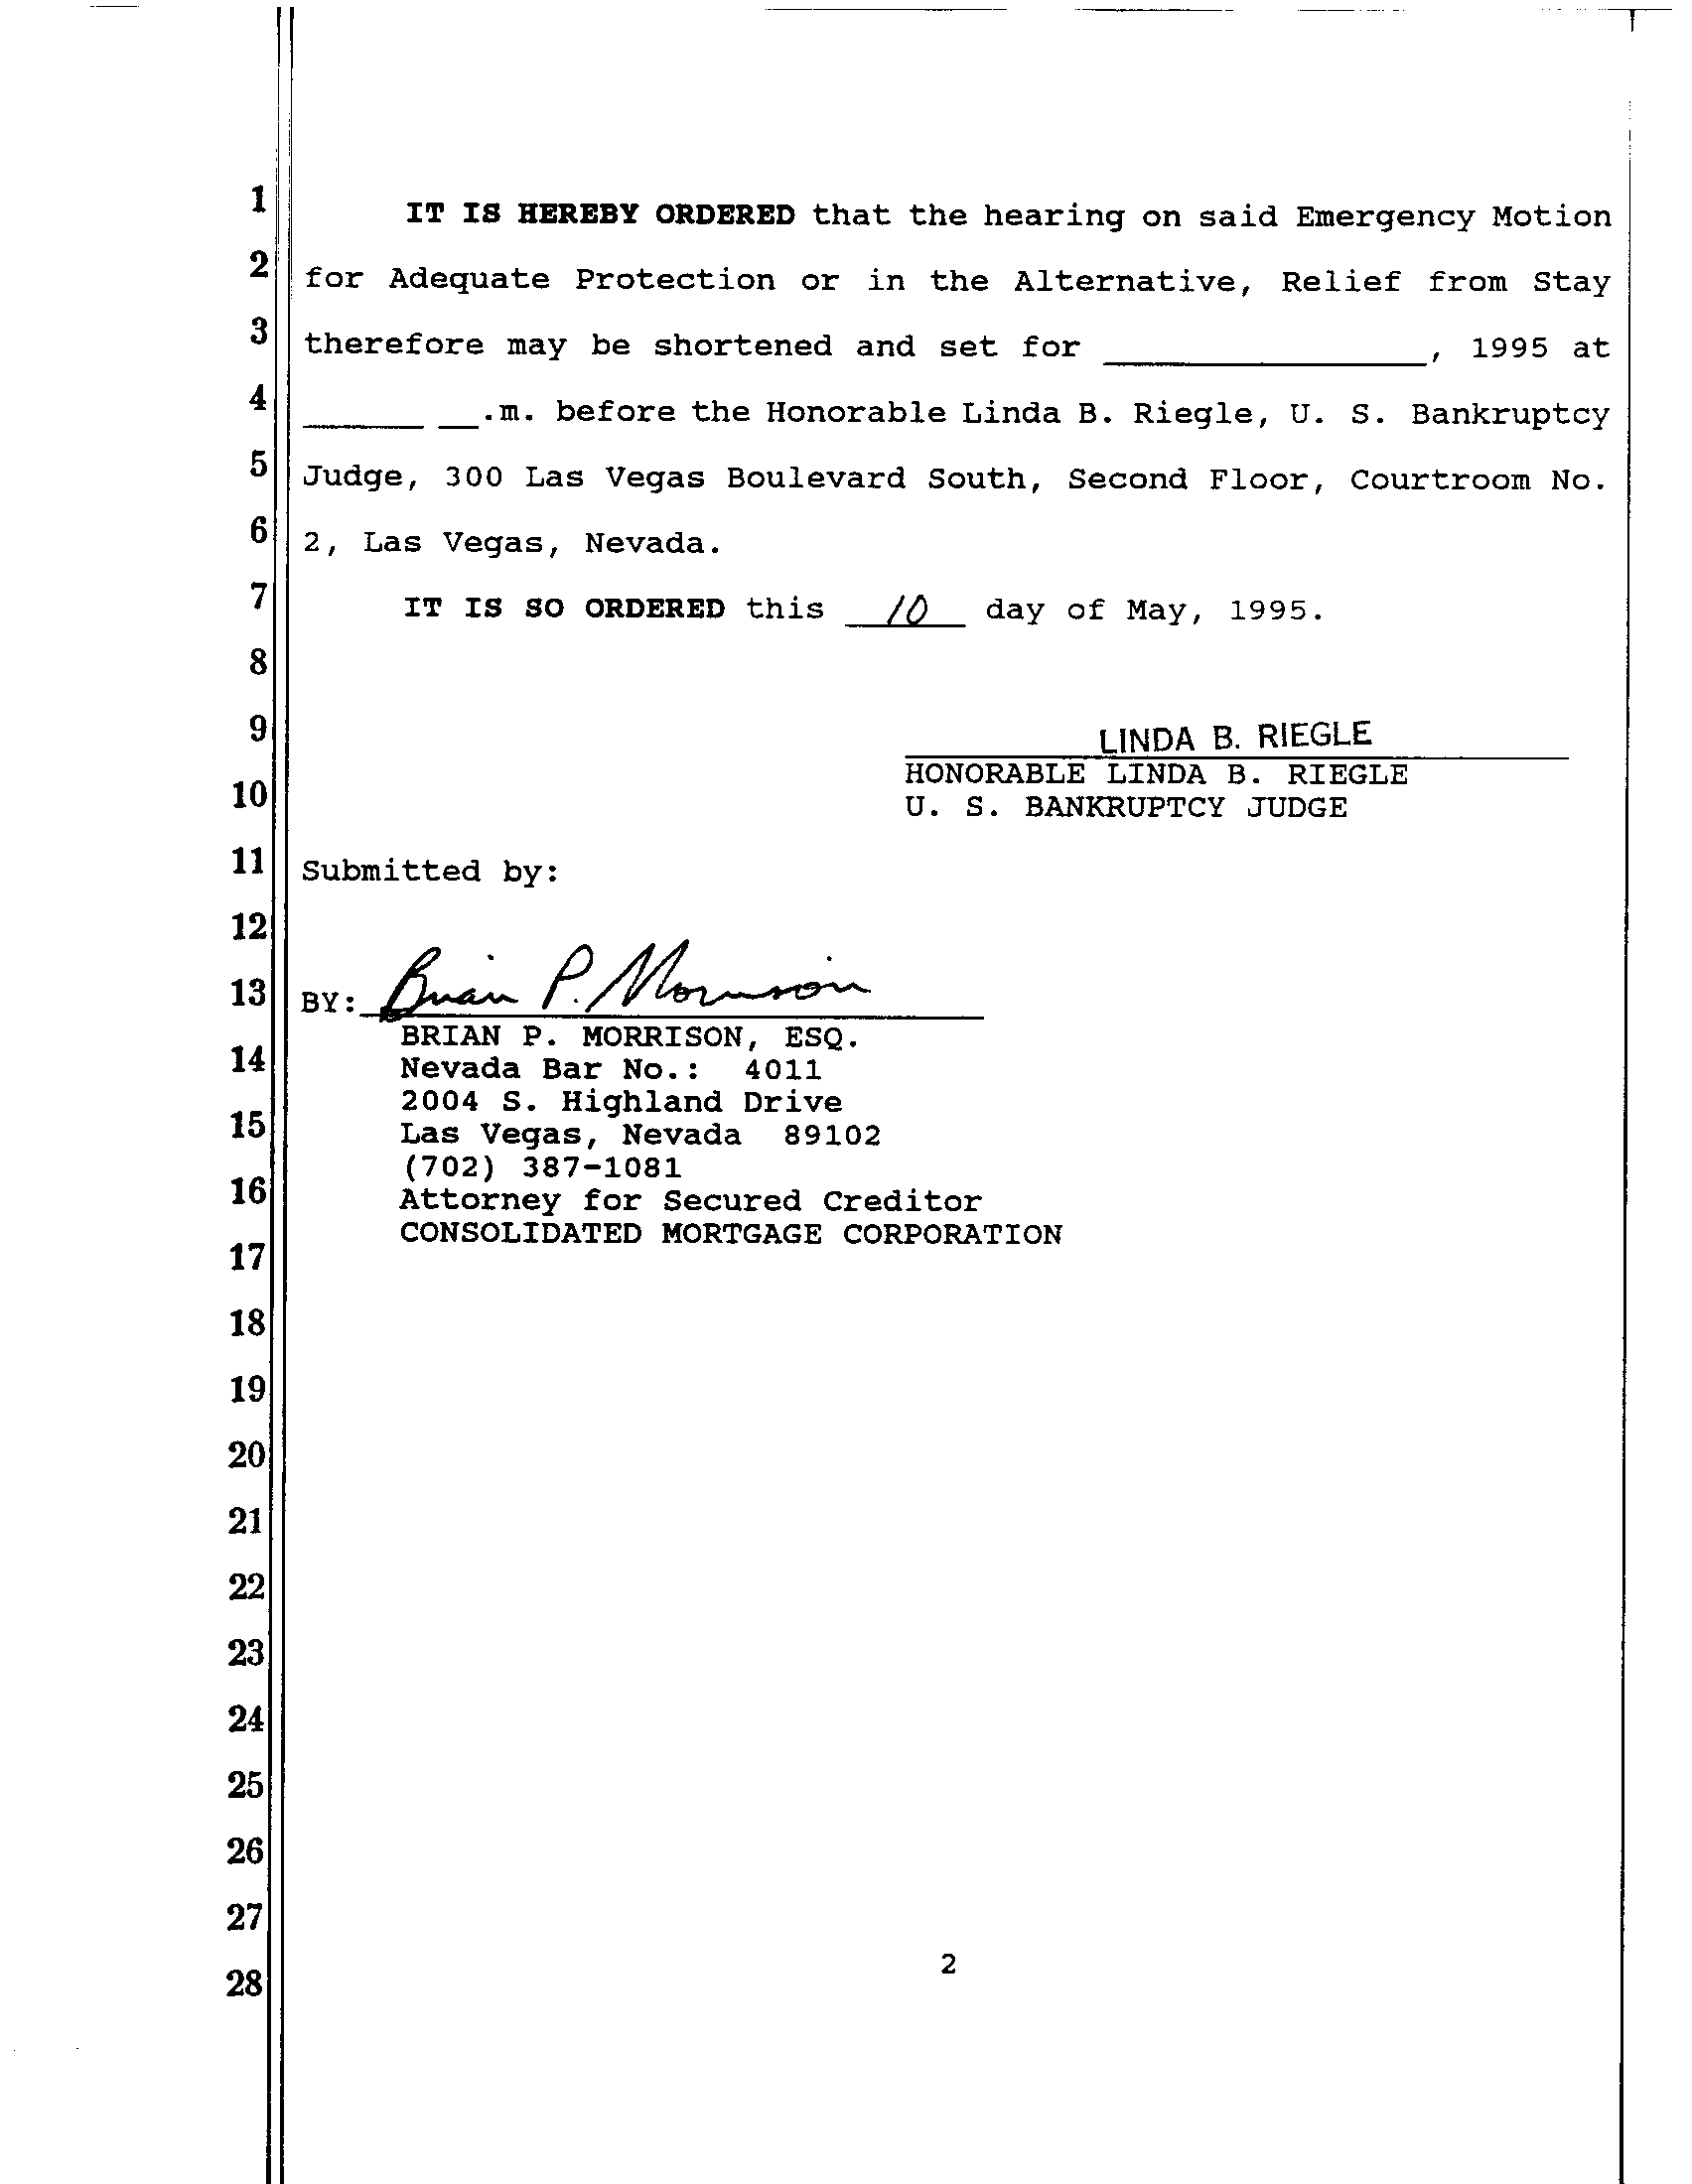 1 IT IS HEREBY ORDERED that the hearing on said Emergency Motion
2 for Adequate Protection or in the Alternative, Relief from Stay
3 therefore may be shortened and set for ________________, 1995 at
4 ______ __.m. before the Honorable Linda B. Riegle, U. S. Bankruptcy
5 Judge, 300 Las Vegas Boulevard South, Second Floor, Courtroom No.
6 2, Las Vegas, Nevada.
7 IT IS SO ORDERED this 10 day of May, 1995.
8
9 LINDA B. RIEGLE
HONORABLE LINDA B. RIEGLE
10 U. S. BANKRUPTCY JUDGE
11 Submitted by:
12
13 BY: Brian P. Morrison
BRIAN P. MORRISON, ESQ.
14 Nevada Bar No.: 4011
2004 S. Highland Drive
15 Las Vegas, Nevada 89102
(702) 387-1081
16 Attorney for Secured Creditor
CONSOLIDATED MORTGAGE CORPORATION
17
18
19
20
21
22
23
24
25
26
27
2
28